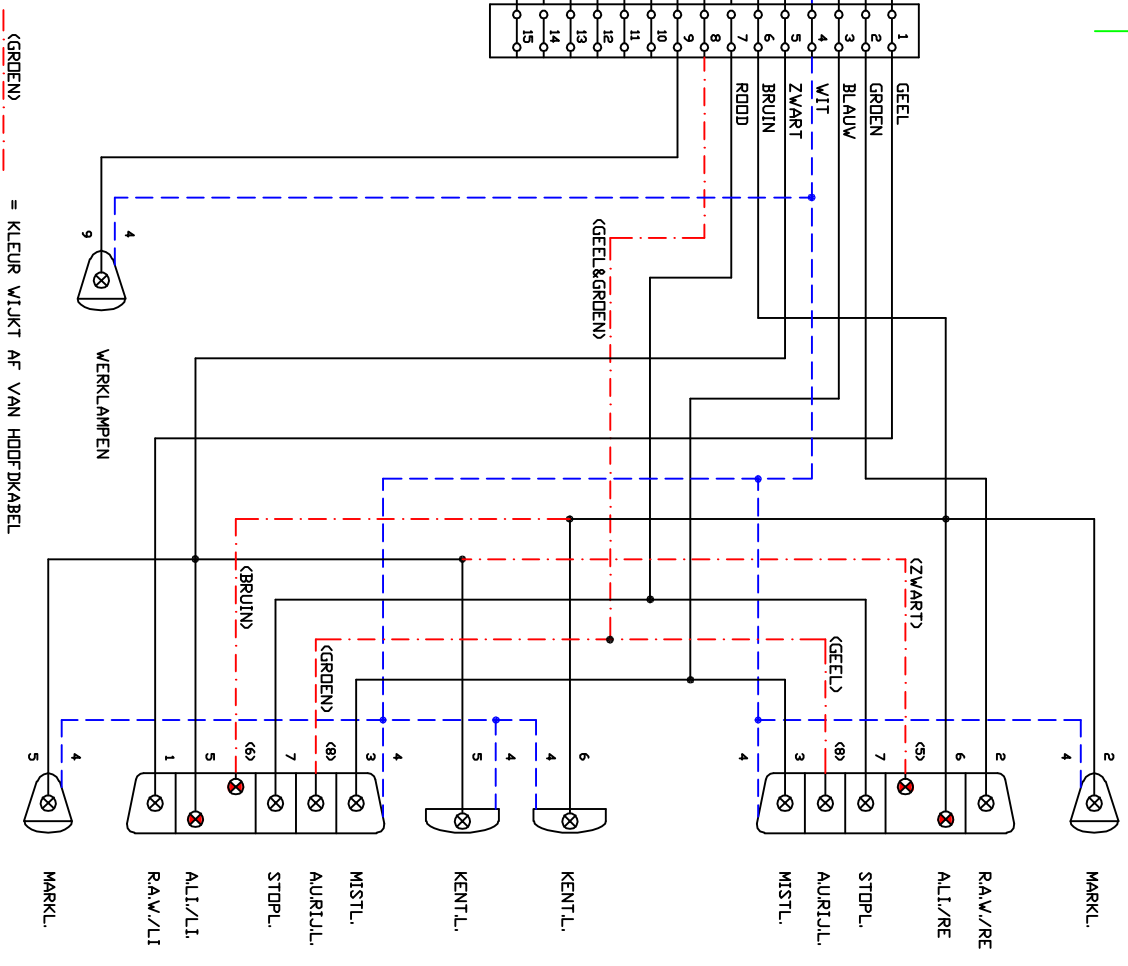 15 14 13 12 11 10 9 8 7 6 5 4 3 2 1
GEEL
GROEN
BLAUW
WIT
ZWART
BRUIN
ROOD
(GROEN)
= KLEUR WIJKT AF VAN HOOFDKABEL
(GEEL&GROEN)
9 4
WERKLAMPEN
(BRUIN)
(GROEN)
(GEEL)
(ZWART)
5 4 1 5 (6) 7 (8) 3 4 5 4 4 6 4 3 (8) 7 (5) 6 2 4 2
MARKL.
R.A.W./LI
A.LI./LI.
STOPL.
A.U.RIJ.L.
MISTL.
KENT.L.
KENT.L.
MISTL.
A.U.RIJ.L.
STOPL.
A.LI./RE
R.A.W./RE
MARKL.